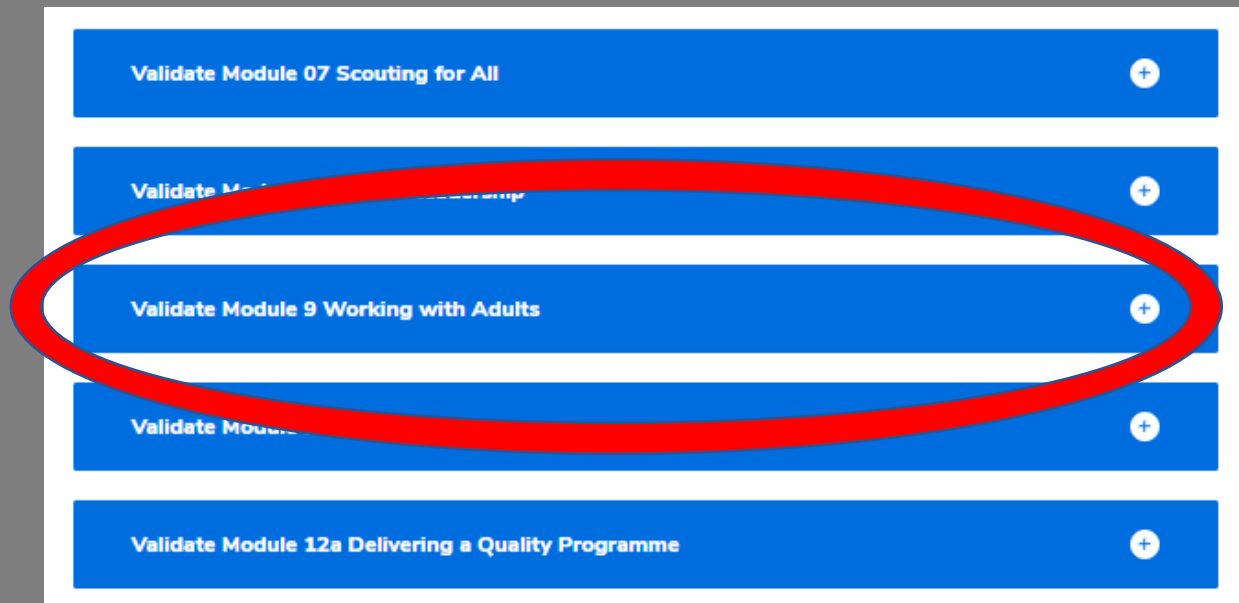 Validate Module 07 Scouting for All
Validate
Validate Module 9 Working with Adults
Validate
Validate Module 12a Delivering a Quality Programme